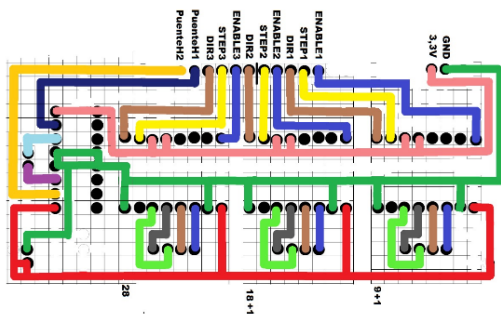 PuenteH2
PuenteH1
DIR3
STEP3
ENABLE3
DIR2
STEP2
ENABLE2
DIR1
STEP1
ENABLE1
3,3V
GND
28
18+1
9+1